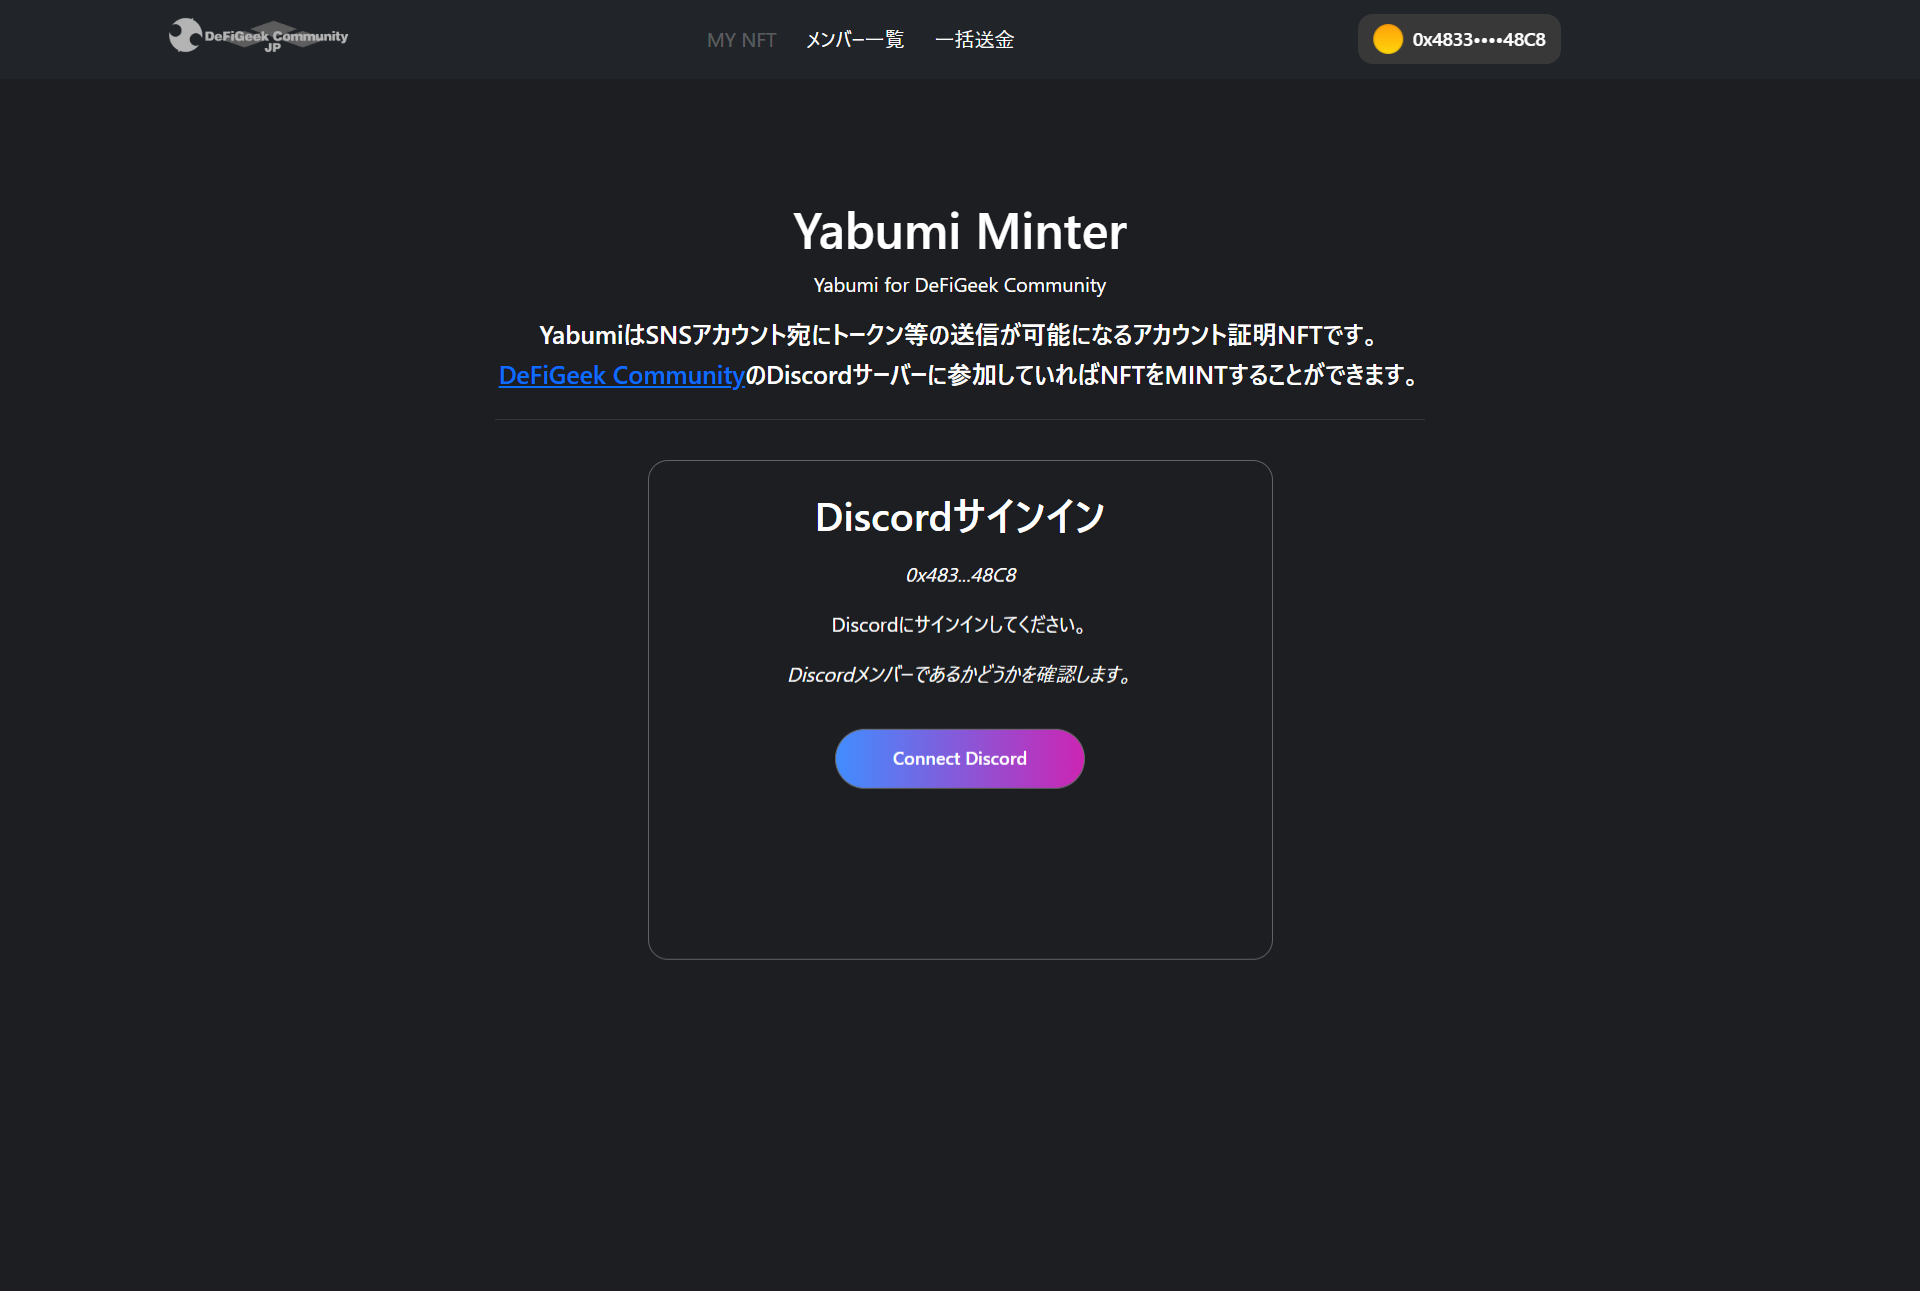 DeFiGeek Community
JP
MY NFT
メンバー一覧
一括送金
0x4833••••48C8
Yabumi Minter
Yabumi for DeFiGeek Community
YabumiはSNSアカウント宛にトークン等の送信が可能になるアカウント証明NFTです。
DeFiGeek CommunityのDiscordサーバーに参加していればNFTをMINTすることができます。
Discordサインイン
0x483...48C8
Discordにサインインしてください。
Discordメンバーであるかどうかを確認します。
Connect Discord